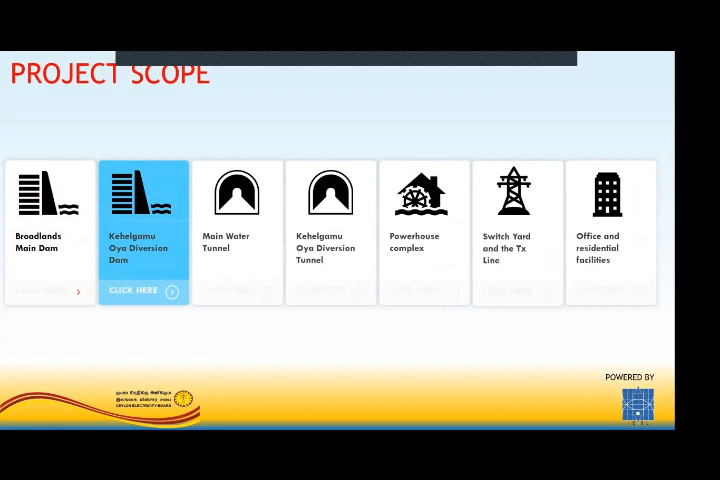 PROJECT SCOPE
Broadlands
Main Dam
Kehelgamu
Oya Diversion
Dam
CLICK HERE
Main Water
Tunnel
Kehelgamu
Oya Diversion
Tunnel
Powerhouse
complex
Switch Yard
and the Tx
Line
Office and
residential
facilities
POWERED BY
CEYLON ELECTRICITY BOARD